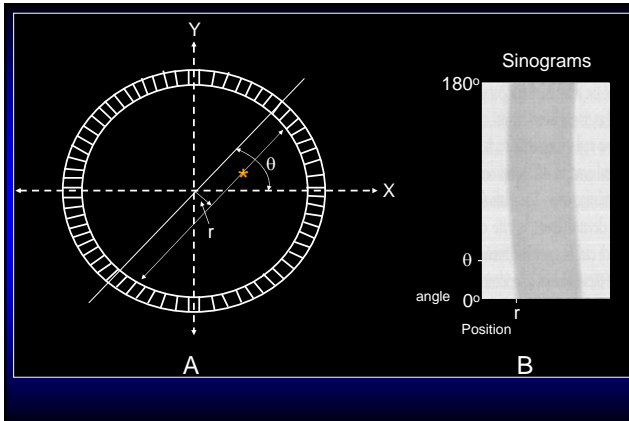 Y
X
θ
r
*
A
Sinograms
180º
θ
angle 0º
r
Position
B